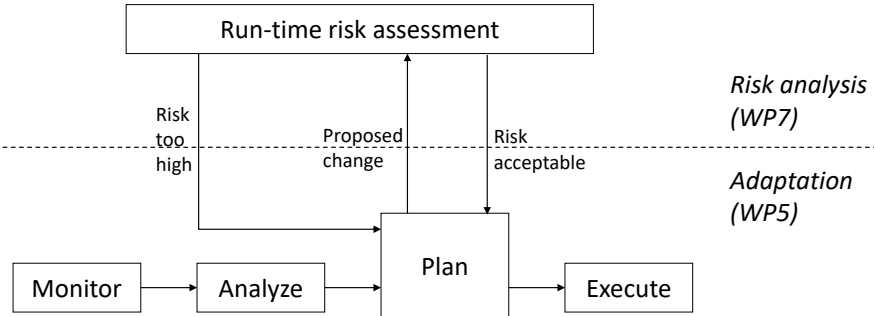 Run-time risk assessment
Risk
too
high
Proposed
change
Risk
acceptable
Risk analysis
(WP7)
Adaptation
(WP5)
Monitor
Analyze
Plan
Execute